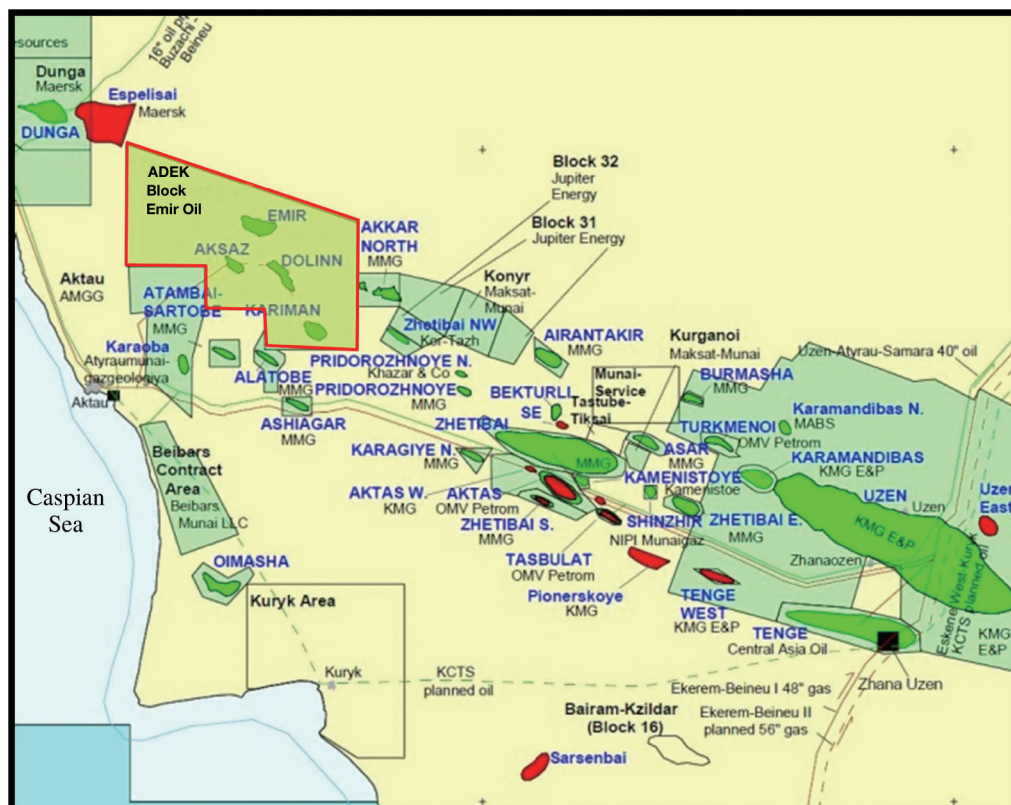 esources
16" oil pip
Buzachi -
Beineu
Dunga
Maersk
Espelisai
Maersk
DUNGA
ADEK
Block
Emir Oil
EMIR
AKSAZ
DOLINN
KARIMAN
Block 32
Jupiter
Energy
Block 31
Jupiter Energy
AKKAR
NORTH
MMG
Konyr
Maksat-
Munai
Aktau
AMGG
ATAMBAI-
SARTOBE
MMG
Karaoba
Atyraumunai-
gazgeologiya
Aktau
Zhetibai NW
Kor-Tazh
AIRANTAKIR
MMG
Kurganoi
Maksat-Munai
Uzen-Atyrau-Samara 40" oil
PRIDOROZHNOYE N.
Khazar & Co
PRIDOROZHNOYE
MMG
ALATOBE
MMG
ASHIAGAR
MMG
Munai-
Service
BURMASHA
MMG
BEKTURLI
SE
Tastube-
Tiksai
Karamandibas N.
MABS
ZHETIBAI
MMG
TURKMENOI
OMV Petrom
KARAGIYE N.
MMG
ASAR
MMG
KARAMANDIBAS
KMG E&P
Beibars
Contract
Area
Beibars
Munai LLC
AKTAS W.
KMG
AKTAS
OMV Petrom
KAMENISTOYE
Kamenistoe
UZEN
Uzen
KMG E&P
Uzen
East
Caspian
Sea
ZHETIBAI S.
MMG
SHINZHIR
NIPI Munaigaz
ZHETIBAI E.
MMG
TASBULAT
OMV Petrom
Zhanaozen
OIMASHA
Pionerskoye
KMG
Kuryk Area
TENGE
WEST
KMG E&P
TENGE
Central Asia Oil
Eskene West-Kuryk
KCTS planned oil
KMG
E&P
Kuryk
KCTS
planned oil
Zhana Uzen
Ekerem-Beineu I 48" gas
Bairam-Kzildar
(Block 16)
Ekerem-Beineu II
planned 56" gas
Sarsenbai